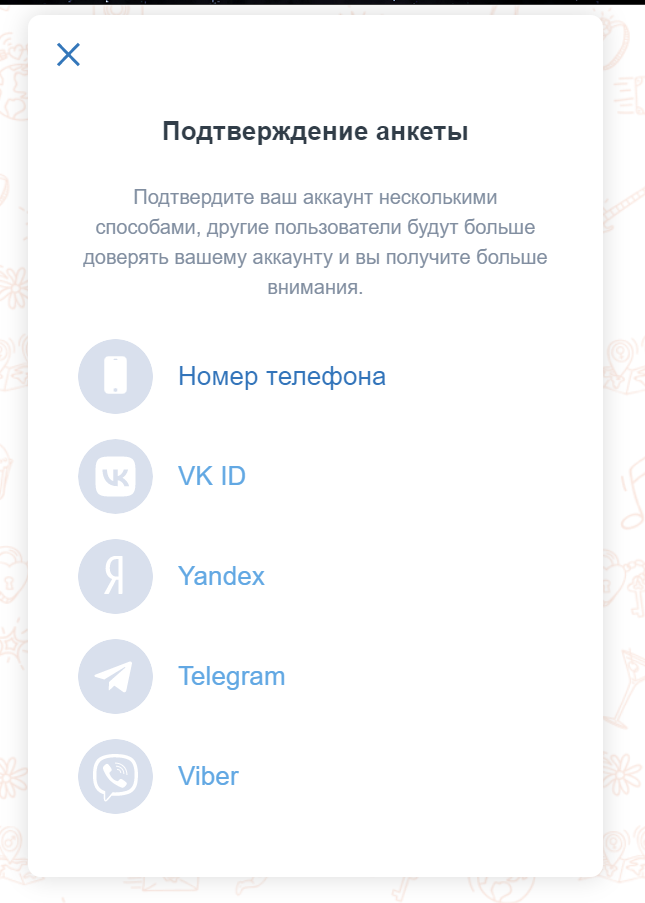 Подтверждение анкеты
Подтвердите ваш аккаунт несколькими
способами, другие пользователи будут больше
доверять вашему аккаунту и вы получите больше
внимания.
Номер телефона
VK ID
Я Yandex
Telegram
Viber